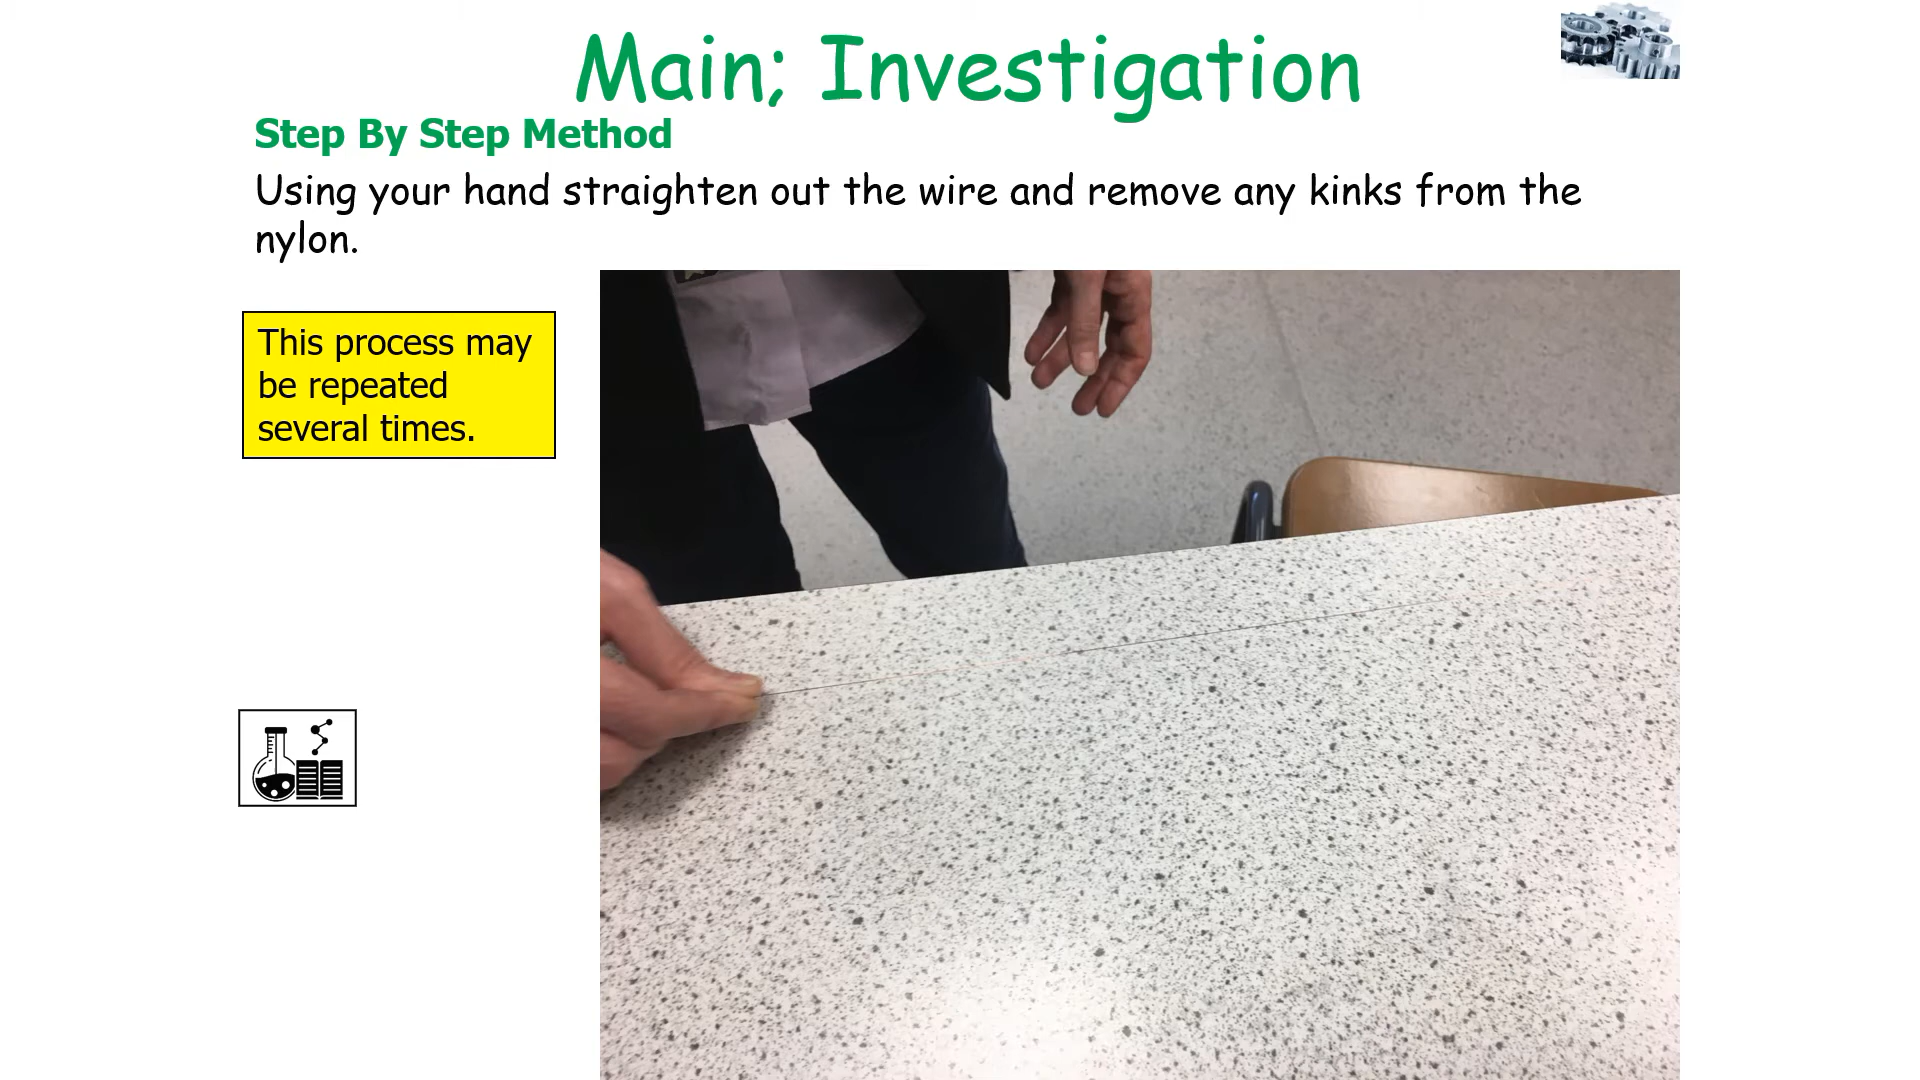 Main; Investigation
Step By Step Method
Using your hand straighten out the wire and remove any kinks from the
nylon.
This process may
be repeated
several times.